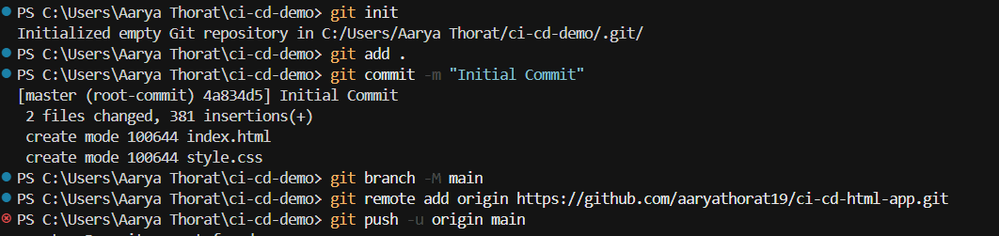 PS C:\Users\Aarya Thorat\ci-cd-demo> git init
Initialized empty Git repository in C:/Users/Aarya Thorat/ci-cd-demo/.git/
PS C:\Users\Aarya Thorat\ci-cd-demo> git add .
PS C:\Users\Aarya Thorat\ci-cd-demo> git commit -m "Initial Commit"
[master (root-commit) 4a834d5] Initial Commit
 2 files changed, 381 insertions(+)
 create mode 100644 index.html
 create mode 100644 style.css
PS C:\Users\Aarya Thorat\ci-cd-demo> git branch -M main
PS C:\Users\Aarya Thorat\ci-cd-demo> git remote add origin https://github.com/aaryathorat19/ci-cd-html-app.git
PS C:\Users\Aarya Thorat\ci-cd-demo> git push -u origin main